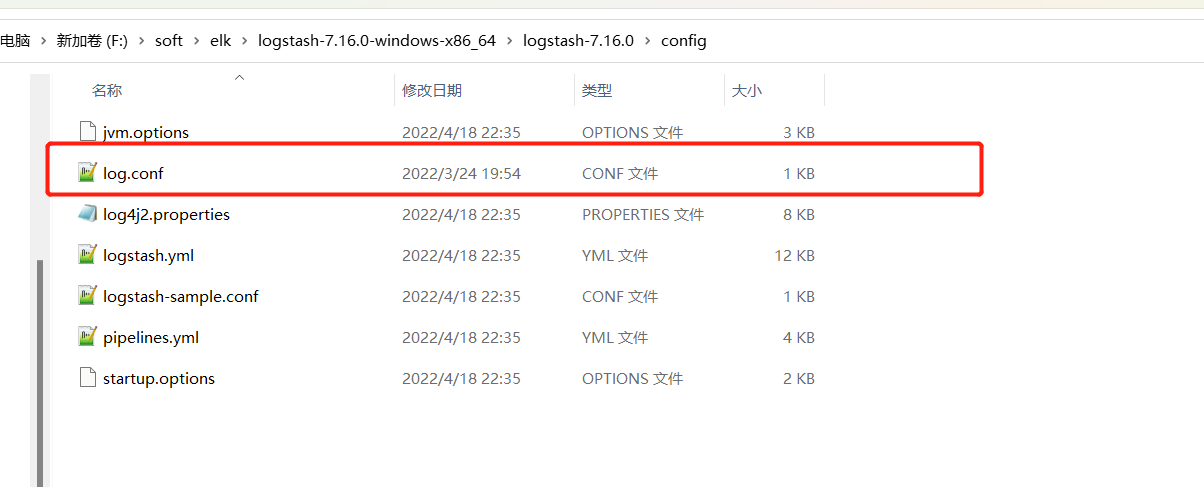 电脑 > 新加卷 (F:) > soft > elk > logstash-7.16.0-windows-x86_64 > logstash-7.16.0 > config
名称 修改日期 类型 大小
jvm.options 2022/4/18 22:35 OPTIONS 文件 3 KB
log.conf 2022/3/24 19:54 CONF 文件 1 KB
log4j2.properties 2022/4/18 22:35 PROPERTIES 文件 8 KB
logstash.yml 2022/4/18 22:35 YML 文件 12 KB
logstash-sample.conf 2022/4/18 22:35 CONF 文件 1 KB
pipelines.yml 2022/4/18 22:35 YML 文件 4 KB
startup.options 2022/4/18 22:35 OPTIONS 文件 2 KB